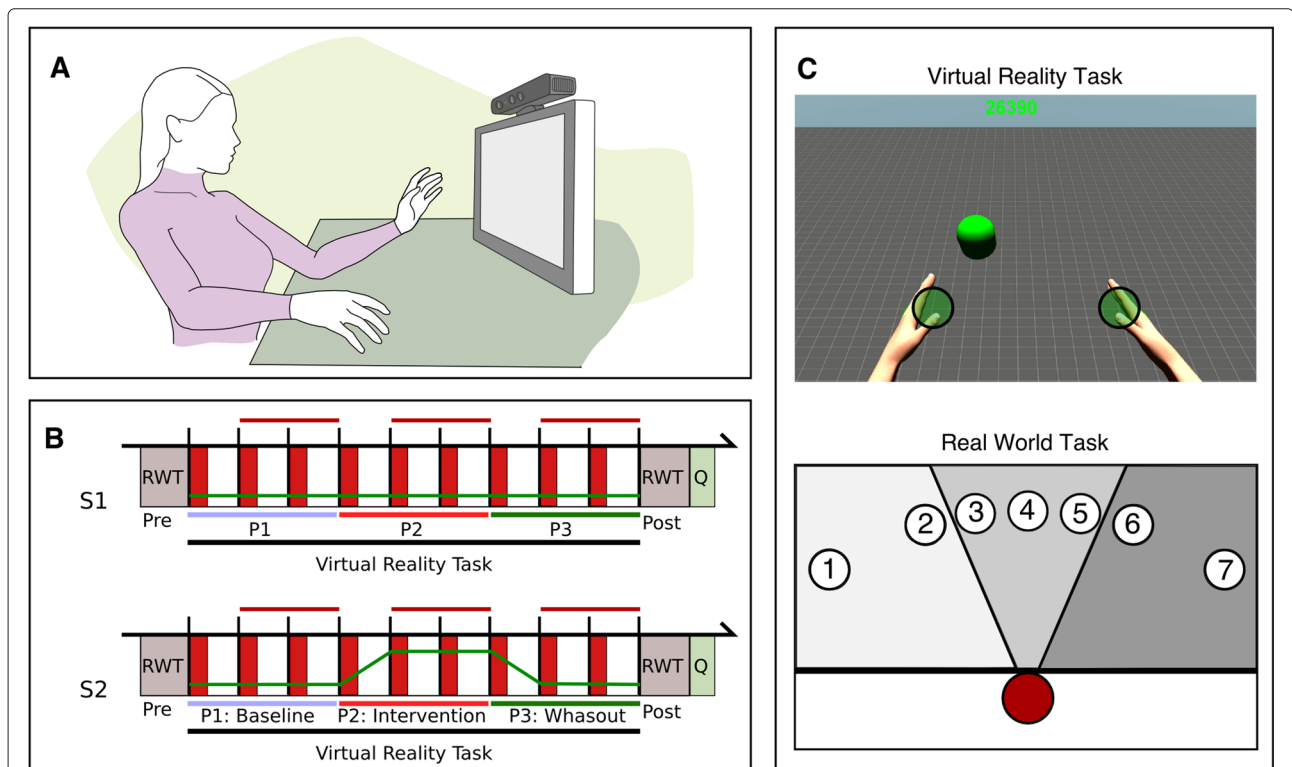 A
B
S1
RWT
RWT
Q
Pre
P1
P2
P3
Post
Virtual Reality Task
S2
RWT
RWT
Q
Pre
P1: Baseline
P2: Intervention
P3: Whasout
Post
Virtual Reality Task
C
Virtual Reality Task
26390
Real World Task
1
2
3
4
5
6
7